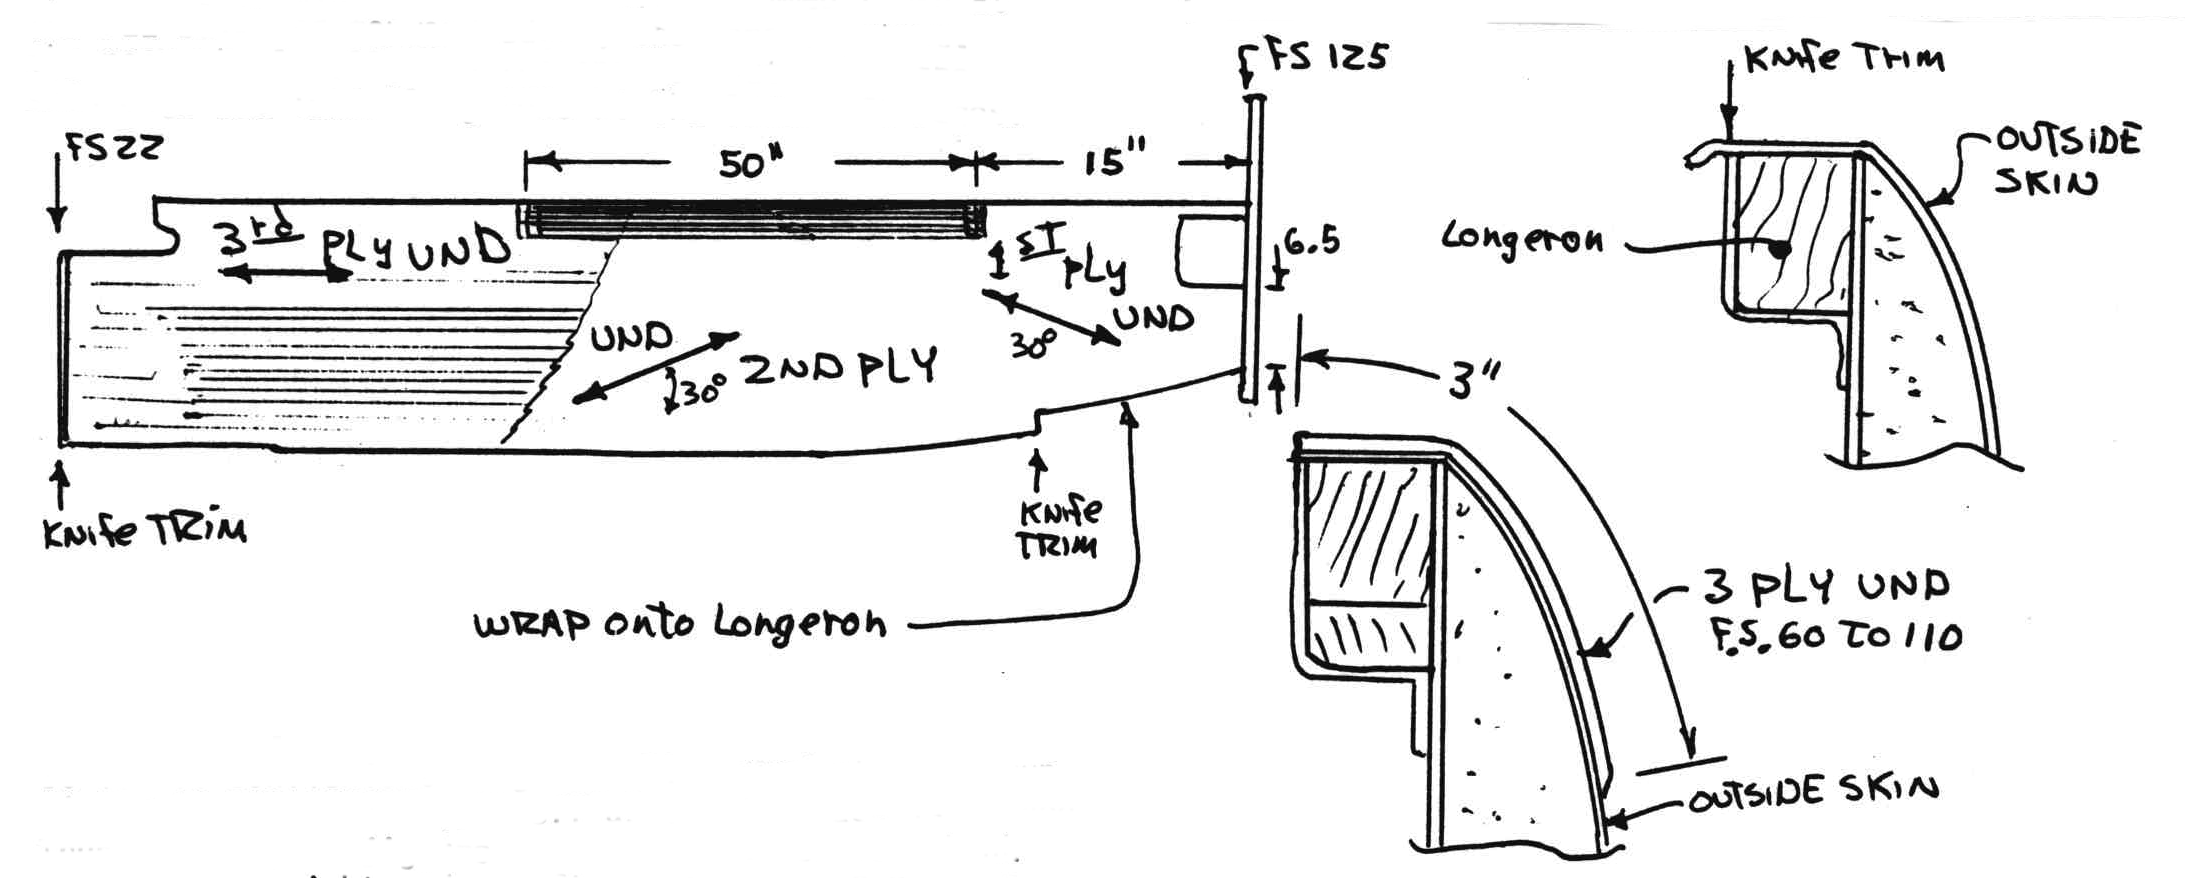 FS 125
Knife Trim
FS22
50"
15"
OUTSIDE
SKIN
3rd PLY UND
1ST PLY
UND
30°
6.5
Longeron
UND
30°
2ND PLY
3"
Knife TRim
Knife
TRIM
WRAP onto Longeron
3 PLY UND
F.S. 60 TO 110
OUTSIDE SKIN